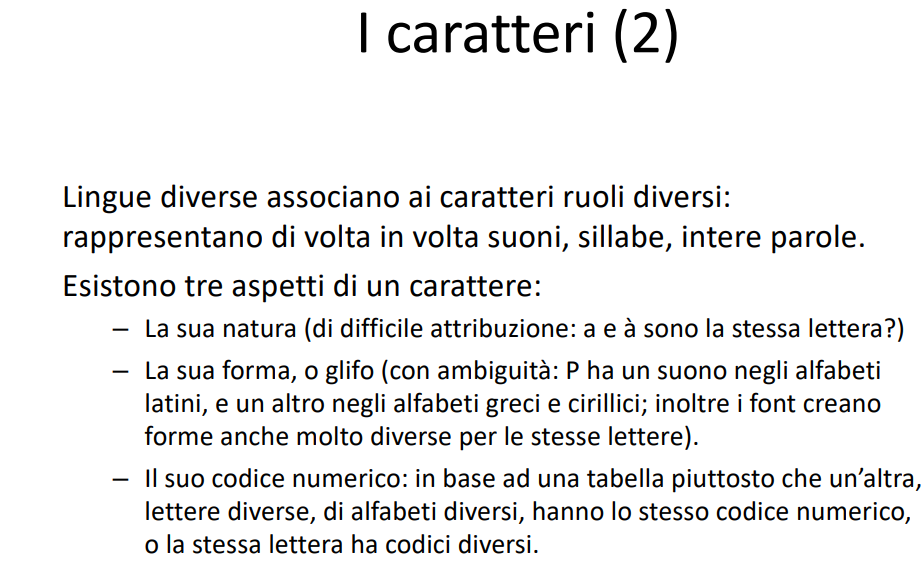 I caratteri (2)
Lingue diverse associano ai caratteri ruoli diversi:
rappresentano di volta in volta suoni, sillabe, intere parole.
Esistono tre aspetti di un carattere:
– La sua natura (di difficile attribuzione: a e à sono la stessa lettera?)
– La sua forma, o glifo (con ambiguità: P ha un suono negli alfabeti
latini, e un altro negli alfabeti greci e cirillici; inoltre i font creano
forme anche molto diverse per le stesse lettere).
– Il suo codice numerico: in base ad una tabella piuttosto che un’altra,
lettere diverse, di alfabeti diversi, hanno lo stesso codice numerico,
o la stessa lettera ha codici diversi.